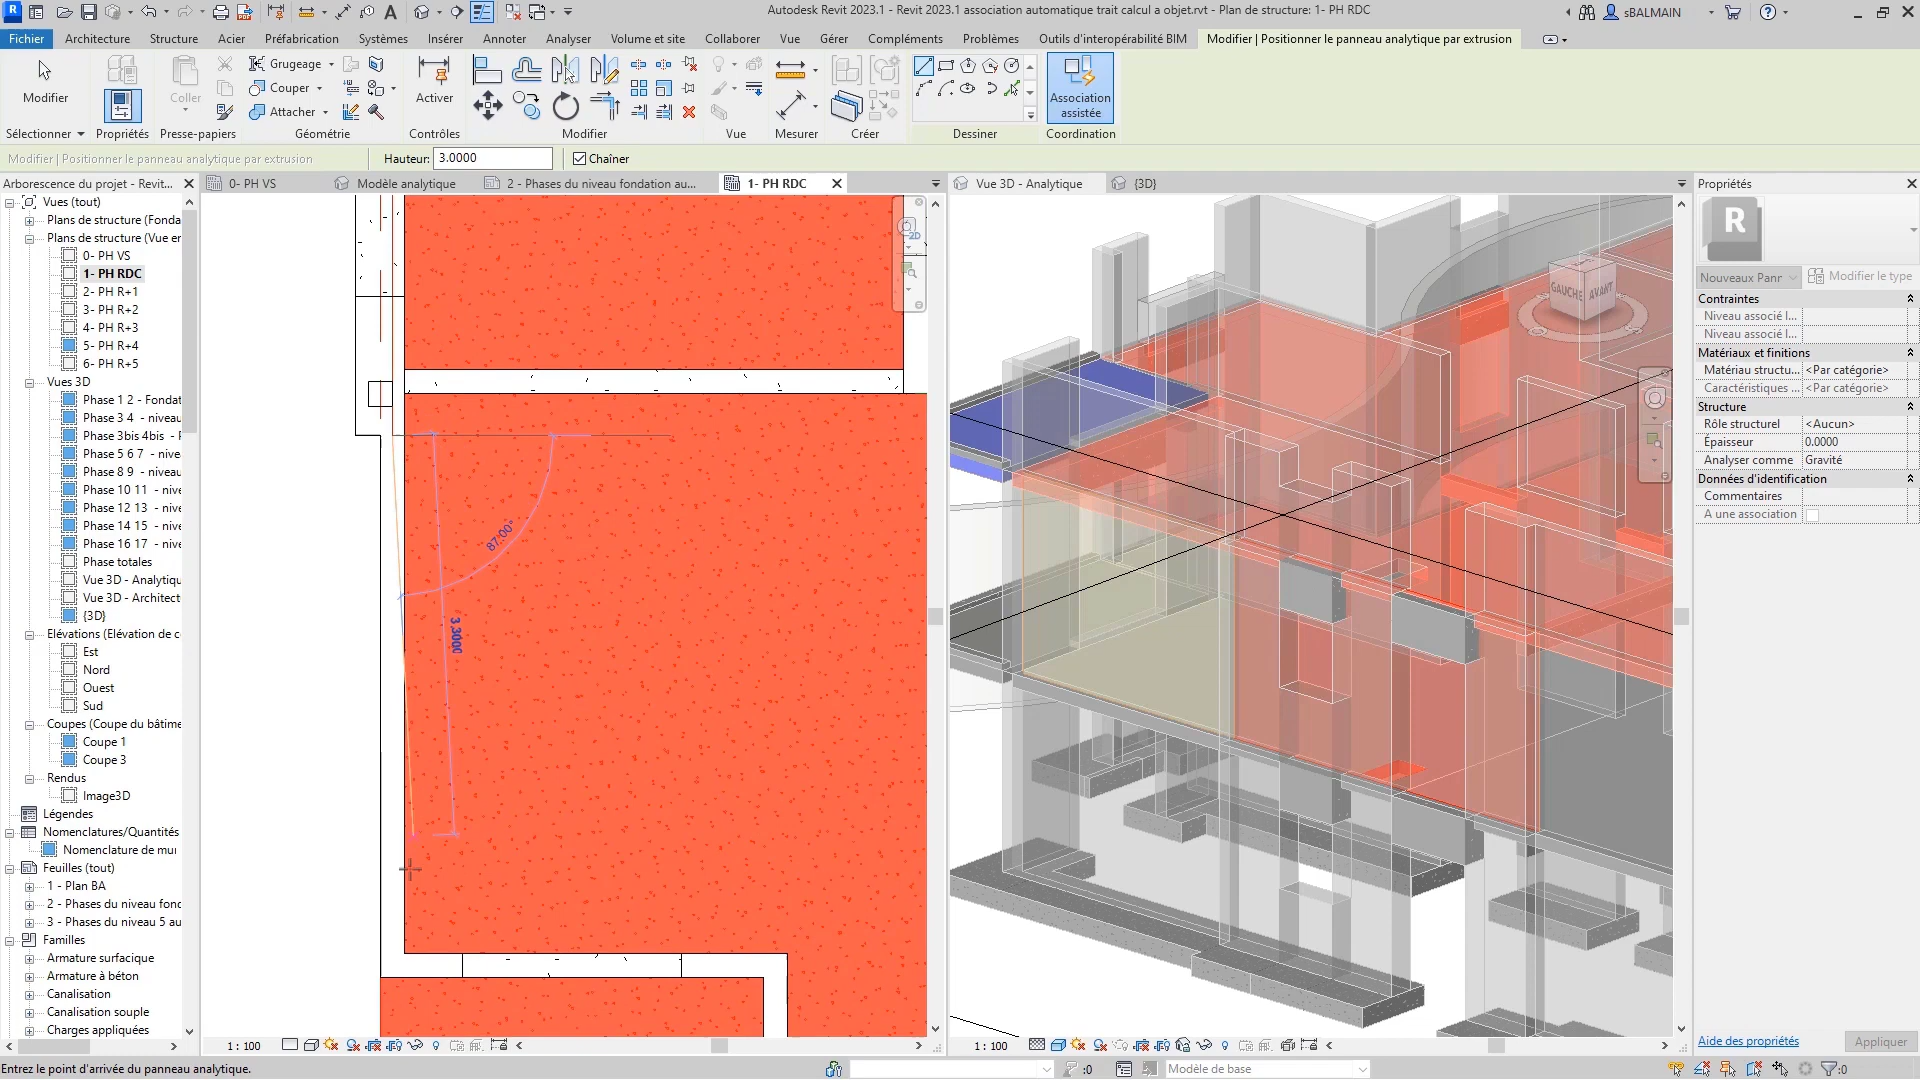 Autodesk Revit 2023.1 - Revit 2023.1 association automatique trait calcul a objet.rvt - Plan de structure: 1- PH RDC
sBALMAIN
Fichier
Architecture
Structure
Acier
Préfabrication
Systèmes
Insérer
Annoter
Analyser
Volume et site
Collaborer
Vue
Gérer
Compléments
Problèmes
Outils d'interopérabilité BIM
Modifier | Positionner le panneau analytique par extrusion
Modifier
Coller
Grugeage
Couper
Attacher
Activer
Association
assistée
Sélectionner
Propriétés
Presse-papiers
Géométrie
Contrôles
Modifier
Vue
Mesurer
Créer
Dessiner
Coordination
Modifier | Positionner le panneau analytique par extrusion
Hauteur: 3.0000
Chaîner
Arborescence du projet - Revit...
0- PH VS
Modèle analytique
2 - Phases du niveau fondation au...
1- PH RDC
Vue 3D - Analytique
{3D}
Propriétés
Vues (tout)
Plans de structure (Fonda
Plans de structure (Vue er
0- PH VS
1- PH RDC
2- PH R+1
3- PH R+2
4- PH R+3
5- PH R+4
6- PH R+5
Vues 3D
Phase 1 2 - Fondat
Phase 3 4 - niveau
Phase 3bis 4bis - F
Phase 5 6 7 - nive
Phase 8 9 - niveau
Phase 10 11 - nive
Phase 12 13 - nive
Phase 14 15 - nive
Phase 16 17 - nive
Phase totales
Vue 3D - Analytiqu
Vue 3D - Architect
{3D}
Elévations (Elévation de c
Est
Nord
Ouest
Sud
Coupes (Coupe du bâtime
Coupe 1
Coupe 3
Rendus
Image3D
Légendes
Nomenclatures/Quantités
Nomenclature de mur
Feuilles (tout)
1 - Plan BA
2 - Phases du niveau fonc
3 - Phases du niveau 5 au
Familles
Armature surfacique
Armature à béton
Canalisation
Canalisation souple
Charges appliquées
2D
87.00°
3.3000
GAUCHE
AVANT
R
Nouveaux Panr
Modifier le type
Contraintes
Niveau associé l...
Niveau associé l...
Matériaux et finitions
Matériau structu... <Par catégorie>
Caractéristiques ... <Par catégorie>
Structure
Rôle structurel <Aucun>
Épaisseur 0.0000
Analyser comme Gravité
Données d'identification
Commentaires
A une association
1 : 100
1 : 100
Aide des propriétés
Appliquer
Entrez le point d'arrivée du panneau analytique.
:0
Modèle de base
:0